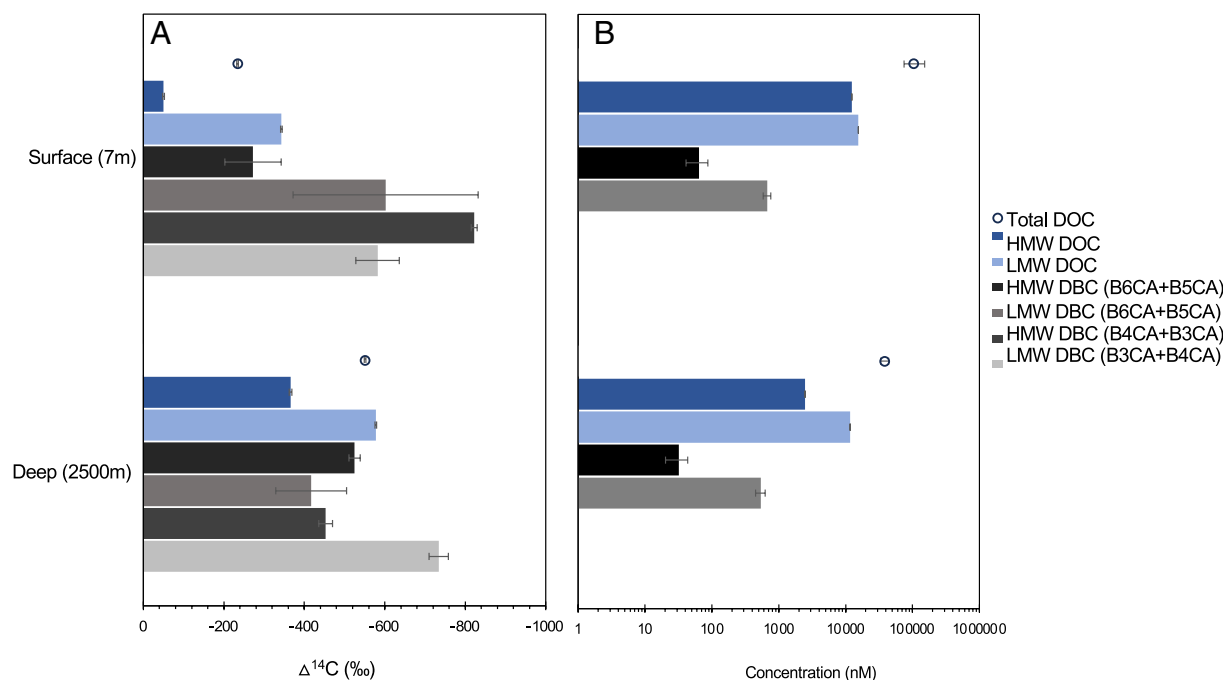 A
B
Surface (7m)
Deep (2500m)
0
-200
-400
-600
-800
-1000
Δ¹⁴C (‰)
1
10
100
1000
10000
100000
1000000
Concentration (nM)
Total DOC
HMW DOC
LMW DOC
HMW DBC (B6CA+B5CA)
LMW DBC (B6CA+B5CA)
HMW DBC (B4CA+B3CA)
LMW DBC (B3CA+B4CA)